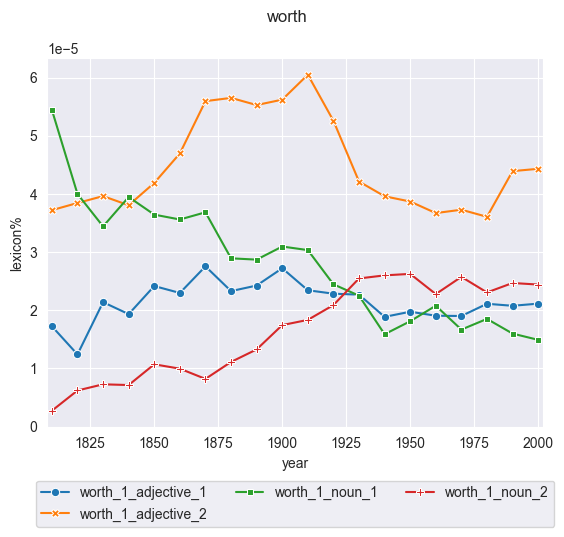 worth
1e−5
6
5
4
3
2
1
0
lexicon%
1825 1850 1875 1900 1925 1950 1975 2000
year
worth_1_adjective_1 worth_1_noun_1 worth_1_noun_2
worth_1_adjective_2